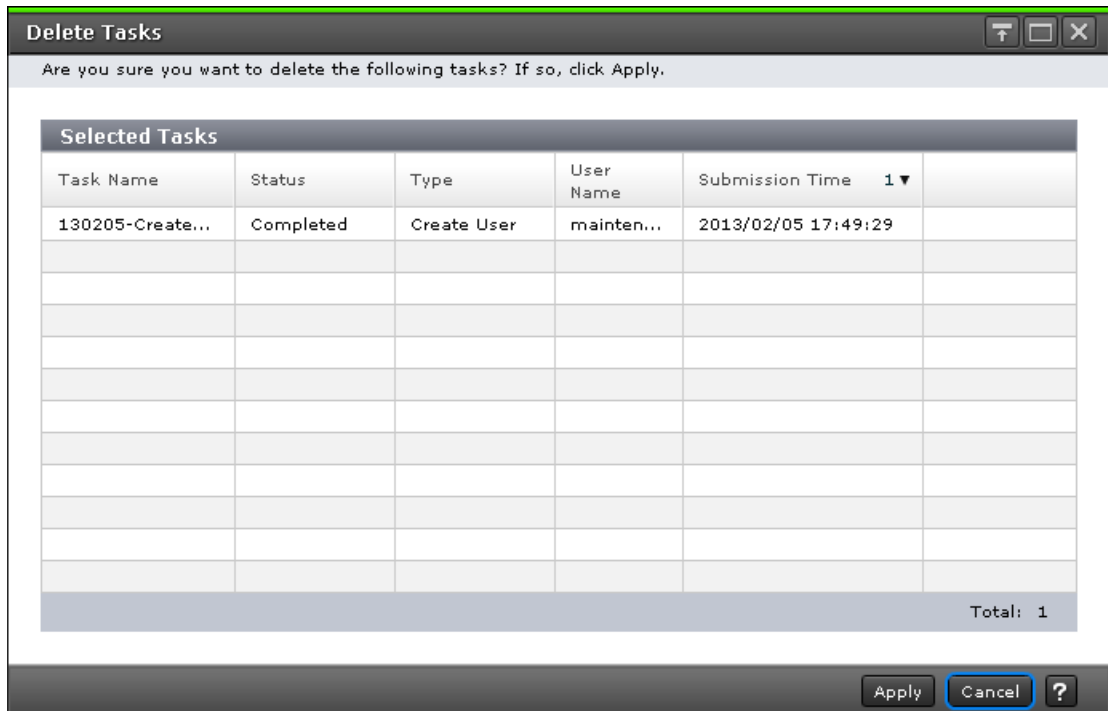 Delete Tasks
Are you sure you want to delete the following tasks? If so, click Apply.
Selected Tasks
Task Name Status Type User Name Submission Time 1▼
130205-Create... Completed Create User mainten... 2013/02/05 17:49:29
Total: 1
Apply Cancel ?